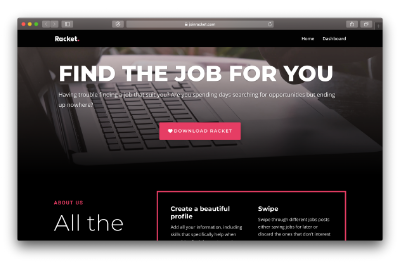 joinracket.com
Racket.
Home Dashboard
FIND THE JOB FOR YOU
Having trouble finding a job that suit you? Are you spending days searching for opportunities but ending
up nowhere?
DOWNLOAD RACKET
ABOUT US
All the
Create a beautiful
profile
Add all your information, including
skills that specifically help when
Swipe
Swipe through different jobs posts
either saving jobs for later or
discard the ones that don't interest